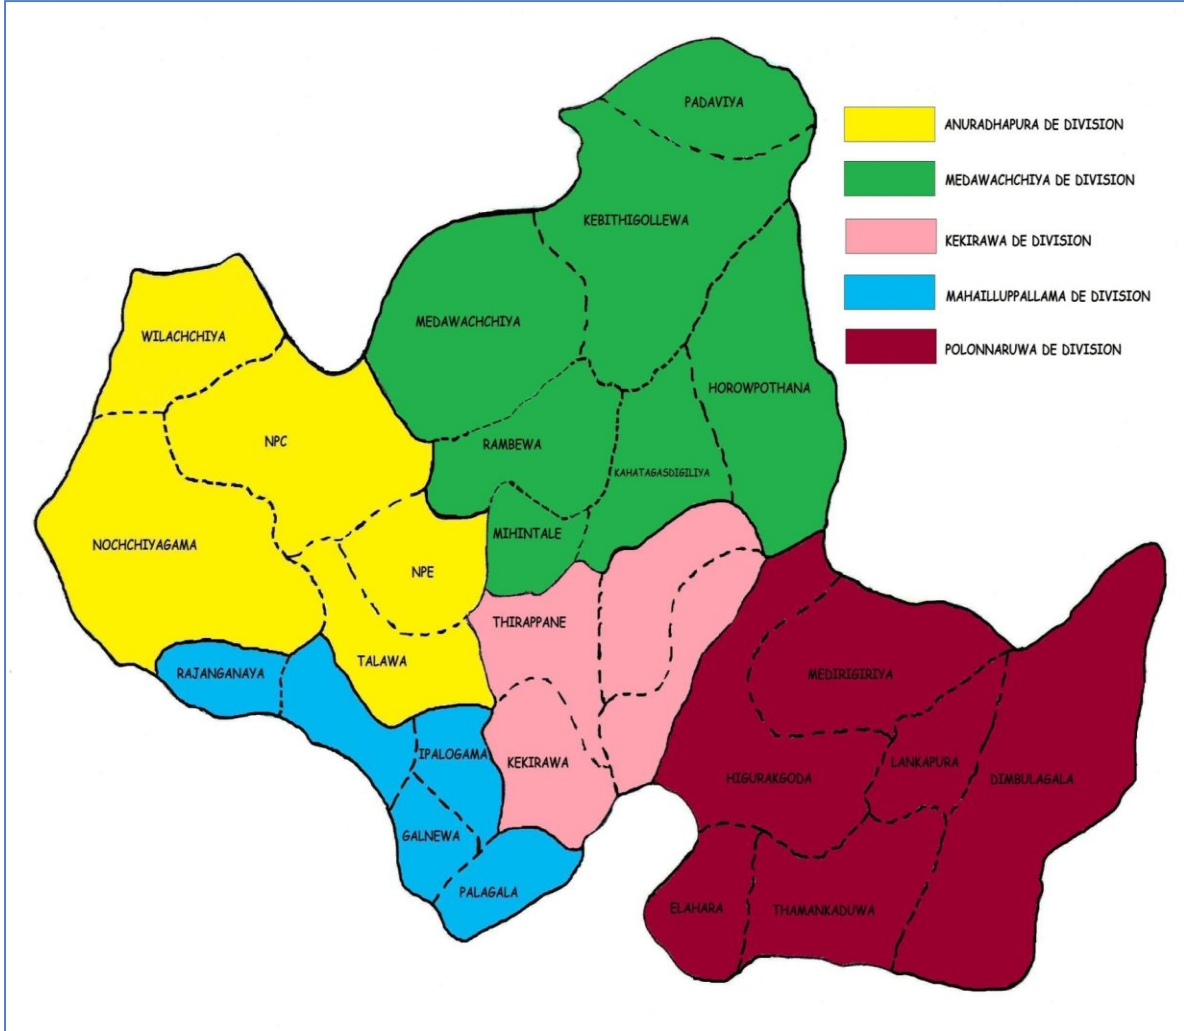 PADAVIYA
KEBITHIGOLLEWA
MEDAWACHCHIYA
WILACHCHIYA
HOROWPOTHANA
NPC
RAMBEWA
KAHATAGASDIGILIYA
MIHINTALE
NOCHCHIYAGAMA
NPE
THIRAPPANE
TALAWA
RAJANGANAYA
MEDIRIGIRIYA
IPALOGAMA
KEKIRAWA
LANKAPURA
HIGURAKGODA
DIMBULAGALA
GALNEWA
PALAGALA
ELAHARA
THAMANKADUWA
ANURADHAPURA DE DIVISION
MEDAWACHCHIYA DE DIVISION
KEKIRAWA DE DIVISION
MAHAILLUPPALLAMA DE DIVISION
POLONNARUWA DE DIVISION